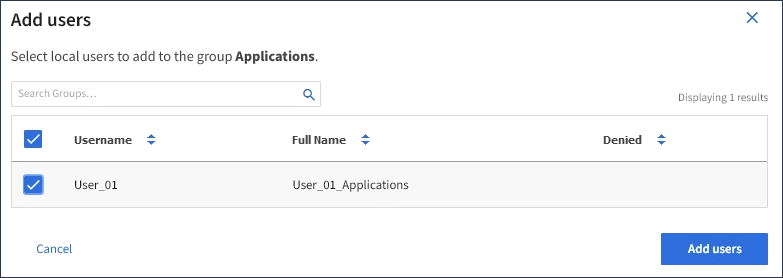 Add users
Select local users to add to the group Applications.
Search Groups...
Displaying 1 results
Username Full Name Denied
User_01 User_01_Applications
Cancel Add users